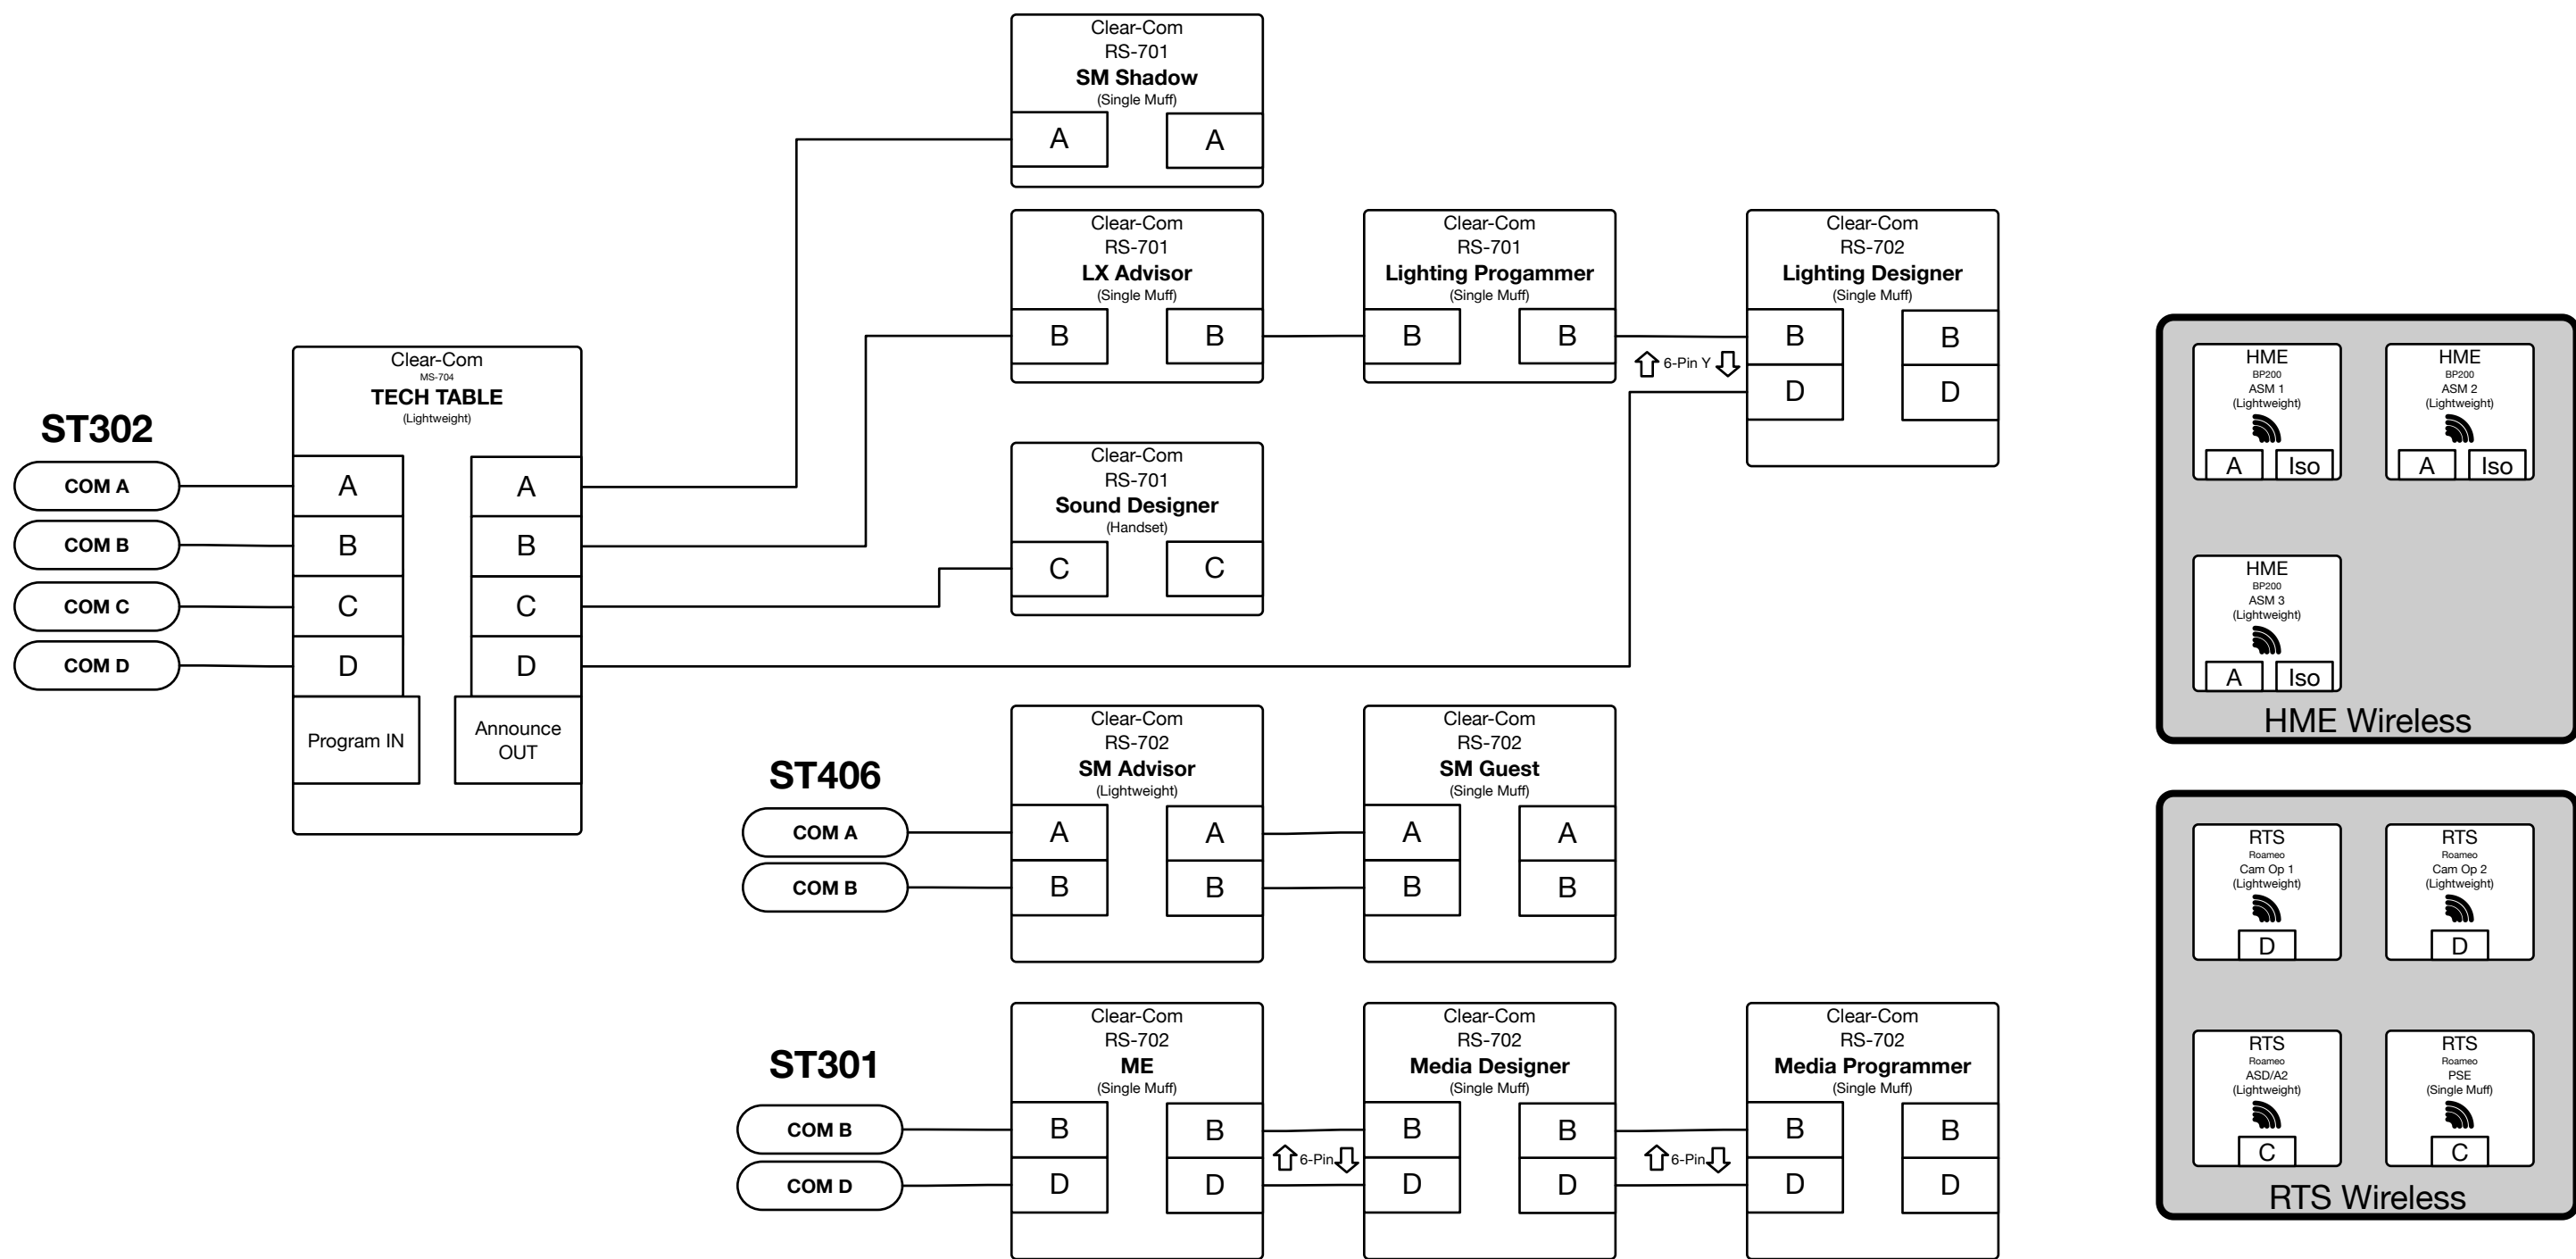 Clear-Com
RS-701
SM Shadow
(Single Muff)
A
A
Clear-Com
RS-701
LX Advisor
(Single Muff)
B
B
Clear-Com
RS-701
Lighting Progammer
(Single Muff)
B
B
6-Pin Y
Clear-Com
RS-702
Lighting Designer
(Single Muff)
B
B
D
D
ST302
COM A
COM B
COM C
COM D
Clear-Com
MS-704
TECH TABLE
(Lightweight)
A
A
B
B
C
C
D
D
Program IN
Announce
OUT
Clear-Com
RS-701
Sound Designer
(Handset)
C
C
ST406
COM A
COM B
Clear-Com
RS-702
SM Advisor
(Lightweight)
A
A
B
B
Clear-Com
RS-702
SM Guest
(Single Muff)
A
A
B
B
ST301
COM B
COM D
Clear-Com
RS-702
ME
(Single Muff)
B
B
D
D
6-Pin
Clear-Com
RS-702
Media Designer
(Single Muff)
B
B
D
D
6-Pin
Clear-Com
RS-702
Media Programmer
(Single Muff)
B
B
D
D
HME
BP200
ASM 1
(Lightweight)
A
Iso
HME
BP200
ASM 2
(Lightweight)
A
Iso
HME
BP200
ASM 3
(Lightweight)
A
Iso
HME Wireless
RTS
Roameo
Cam Op 1
(Lightweight)
D
RTS
Roameo
Cam Op 2
(Lightweight)
D
RTS
Roameo
ASD/A2
(Lightweight)
C
RTS
Roameo
PSE
(Single Muff)
C
RTS Wireless